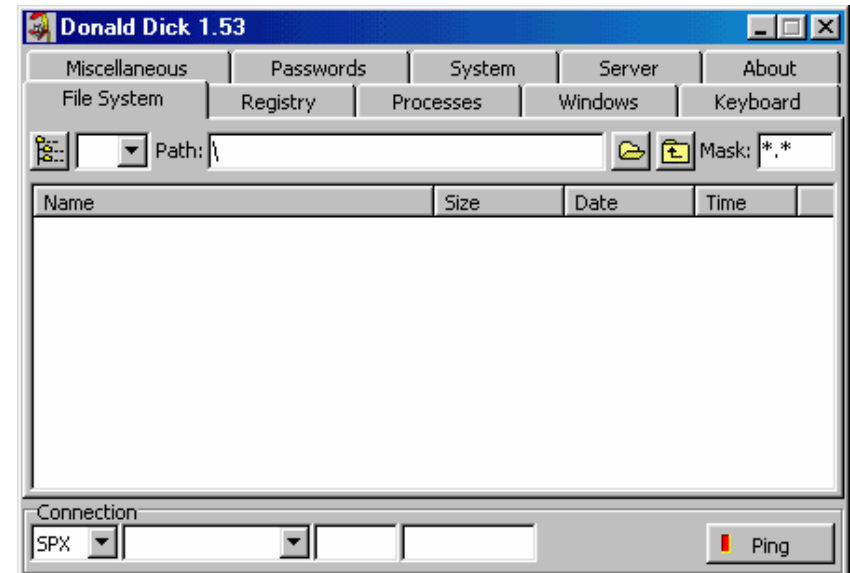 Donald Dick 1.53
Miscellaneous Passwords System Server About
File System Registry Processes Windows Keyboard
Path: \ Mask: *.*
Name Size Date Time
Connection
SPX Ping